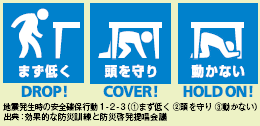 まず低く
頭を守り
動かない
DROP!
COVER!
HOLD ON!
地震発生時の安全確保行動1-2-3(①まず低く ②頭を守り ③動かない)
出典:効果的な防災訓練と防災啓発提唱会議